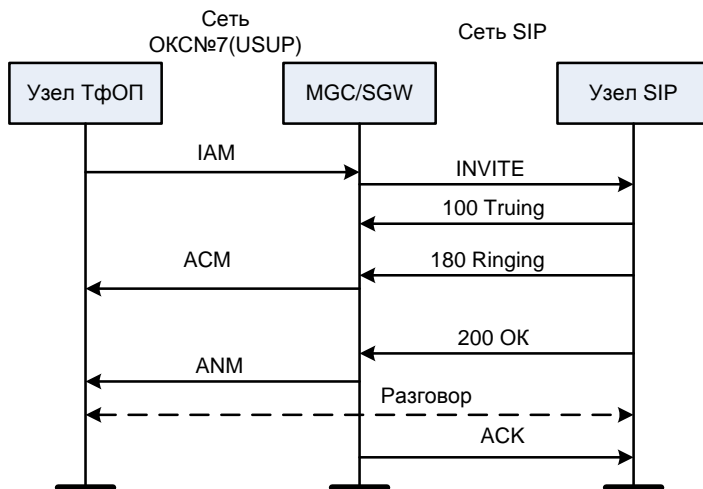 Сеть
ОКС№7(USUP)
Сеть SIP
Узел ТфОП
MGC/SGW
Узел SIP
IAM
INVITE
100 Truing
ACM
180 Ringing
200 ОК
ANM
Разговор
ACK